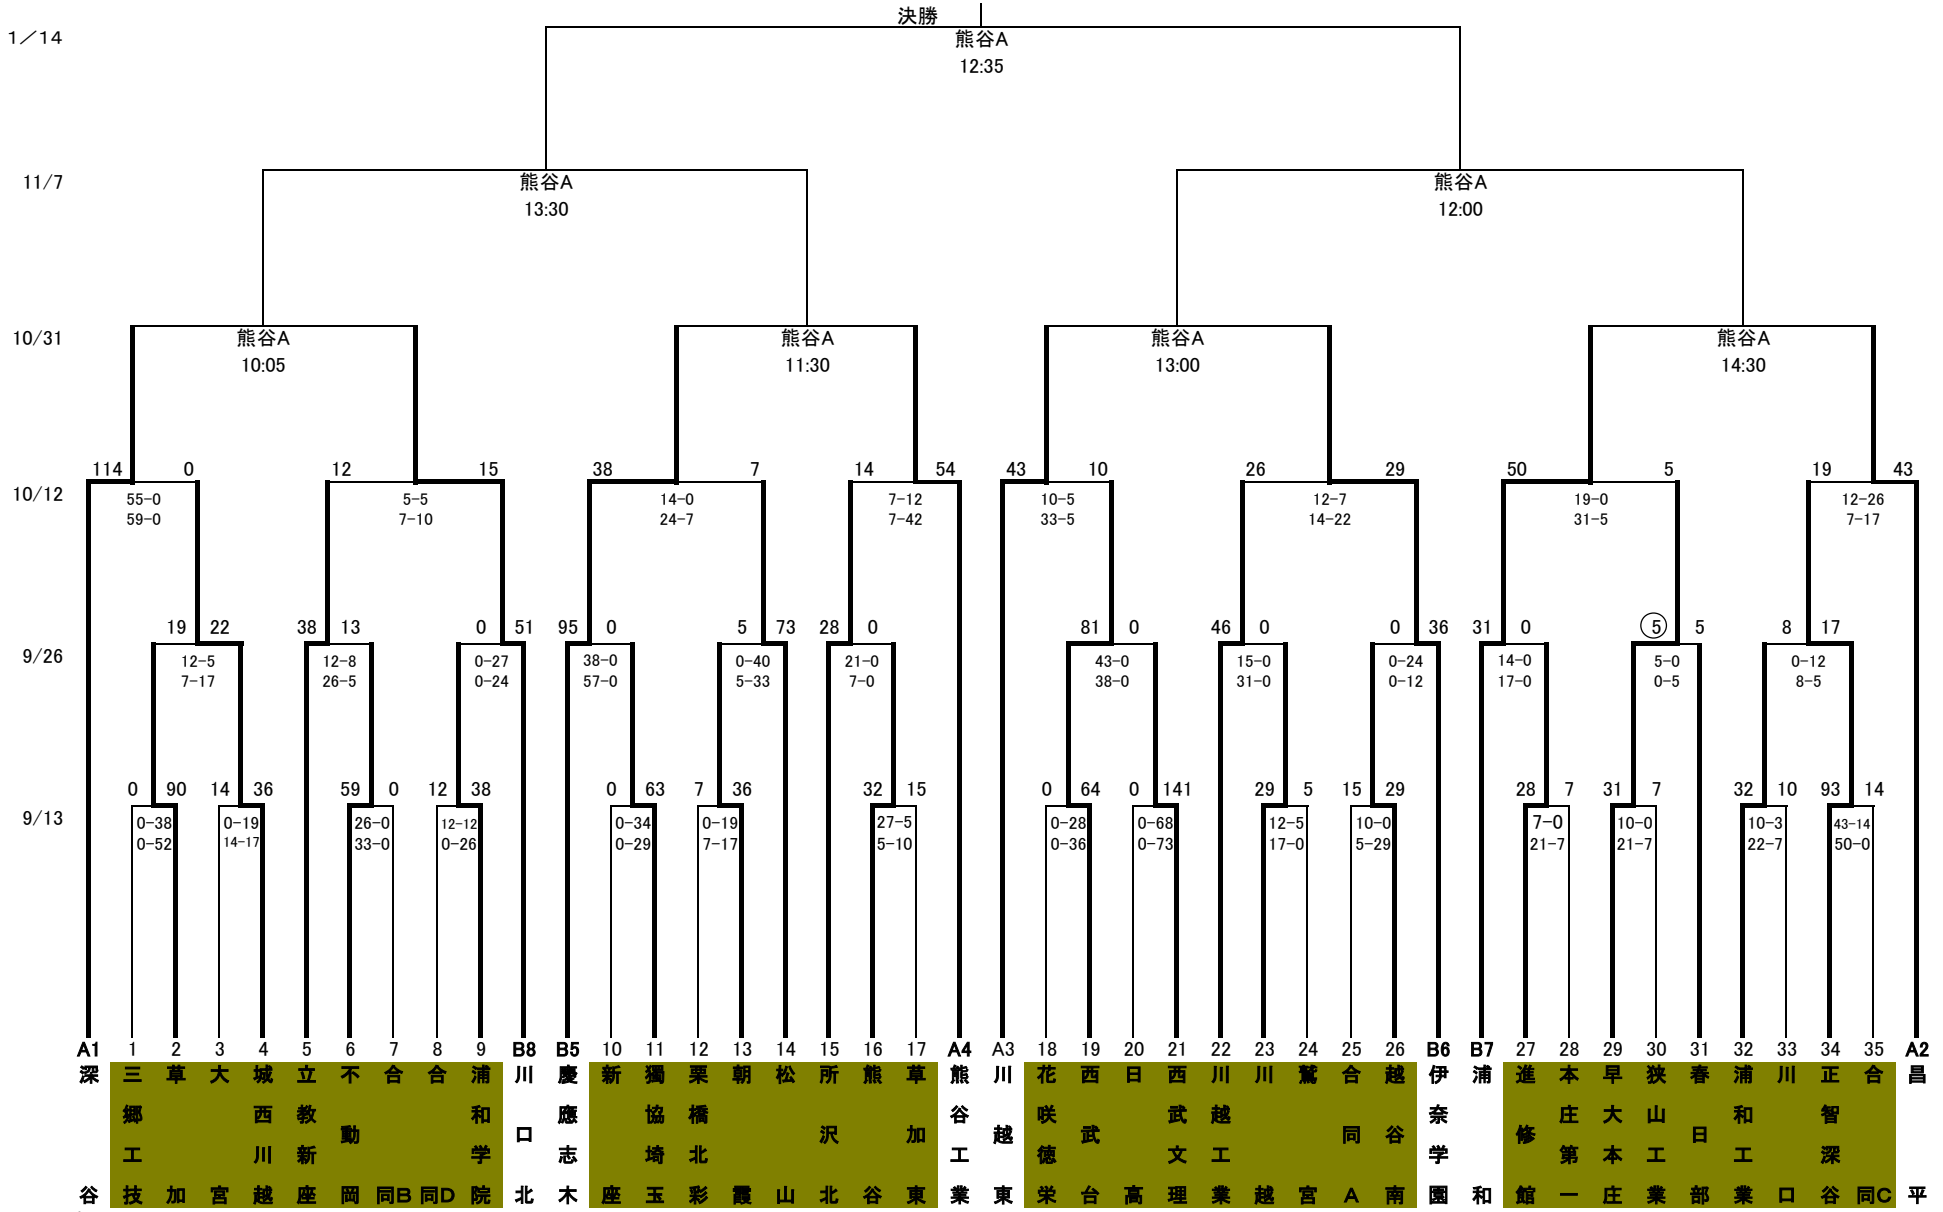 決勝
1／14
熊谷A
12:35
11/7
熊谷A 熊谷A
13:30 12:00
10/31
熊谷A 熊谷A 熊谷A 熊谷A
10:05 11:30 13:00 14:30
114 0 12 15 38 7 14 54 43 10 26 29 50 5 19 43
10/12
55-0 5-5 14-0 7-12 10-5 12-7 19-0 12-26
59-0 7-10 24-7 7-42 33-5 14-22 31-5 7-17
19 22 38 13 0 51 95 0 5 73 28 0 81 0 46 0 0 36 31 0 5 5 8 17
9/26
12-5 12-8 0-27 38-0 0-40 21-0 43-0 15-0 0-24 14-0 5-0 0-12
7-17 26-5 0-24 57-0 5-33 7-0 38-0 31-0 0-12 17-0 0-5 8-5
0 90 14 36 59 0 12 38 0 63 7 36 32 15 0 64 0 141 29 5 15 29 28 7 31 7 32 10 93 14
9/13
0-38 0-19 26-0 12-12 0-34 0-19 27-5 0-28 0-68 12-5 10-0 7-0 10-0 10-3 43-14
0-52 14-17 33-0 0-26 0-29 7-17 5-10 0-36 0-73 17-0 5-29 21-7 21-7 22-7 50-0
A1 1 2 3 4 5 6 7 8 9 B8 B5 10 11 12 13 14 15 16 17 A4 A3 18 19 20 21 22 23 24 25 26 B6 B7 27 28 29 30 31 32 33 34 35 A2
深谷
三郷工技
草加
大宮
城西川越
立教新座
不動岡
合同B
合同D
浦和学院
川口北
慶應志木
新座
獨協埼玉
栗橋北彩
朝霞
松山
所沢北
熊谷
草加東
熊谷工業
川越東
花咲徳栄
西武台
日高
西武文理
川越工業
川越
鷲宮
合同A
越谷南
伊奈学園
浦和
進修館
本庄第一
早大本庄
狭山工業
春日部
浦和工業
川口
正智深谷
合同C
昌平